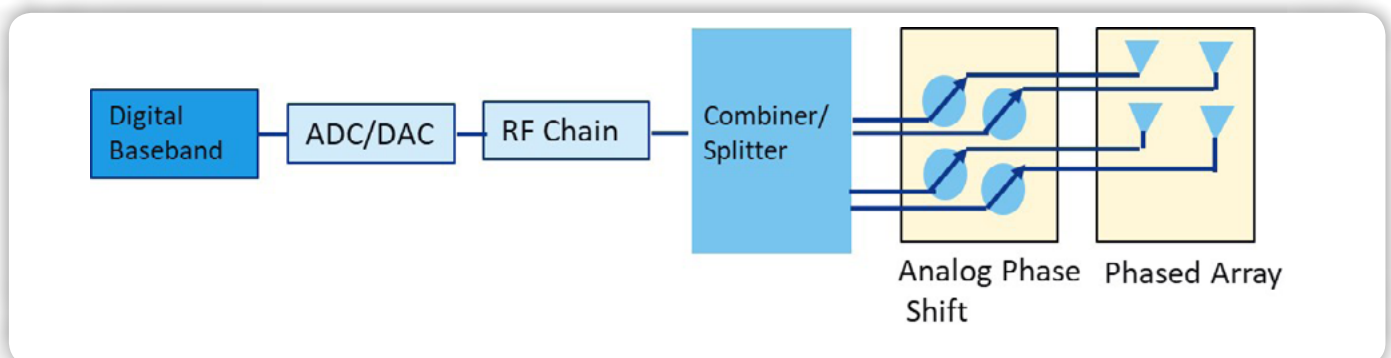 Digital
Baseband
ADC/DAC
RF Chain
Combiner/
Splitter
Analog Phase
Shift
Phased Array